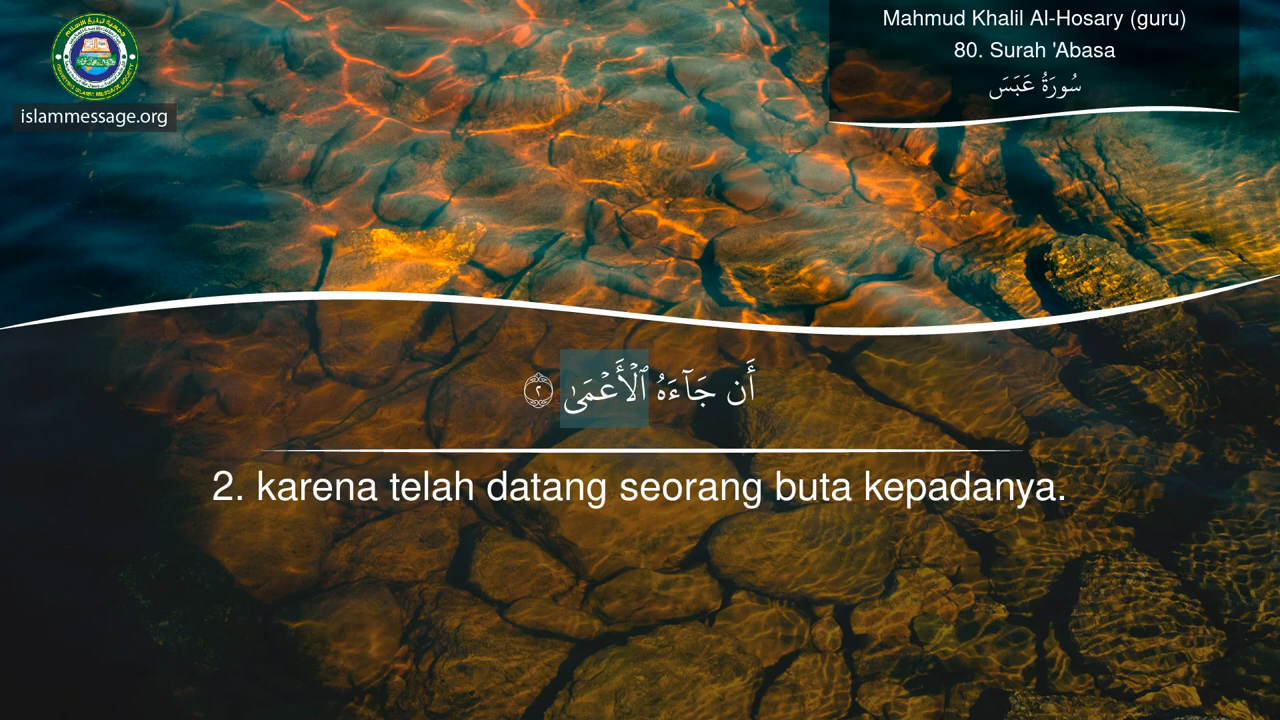 islammessage.org
Mahmud Khalil Al-Hosary (guru)
80. Surah 'Abasa
سُورَةُ عَبَسَ
أَن جَآءَهُ ٱلْأَعْمَىٰ ٢
2. karena telah datang seorang buta kepadanya.